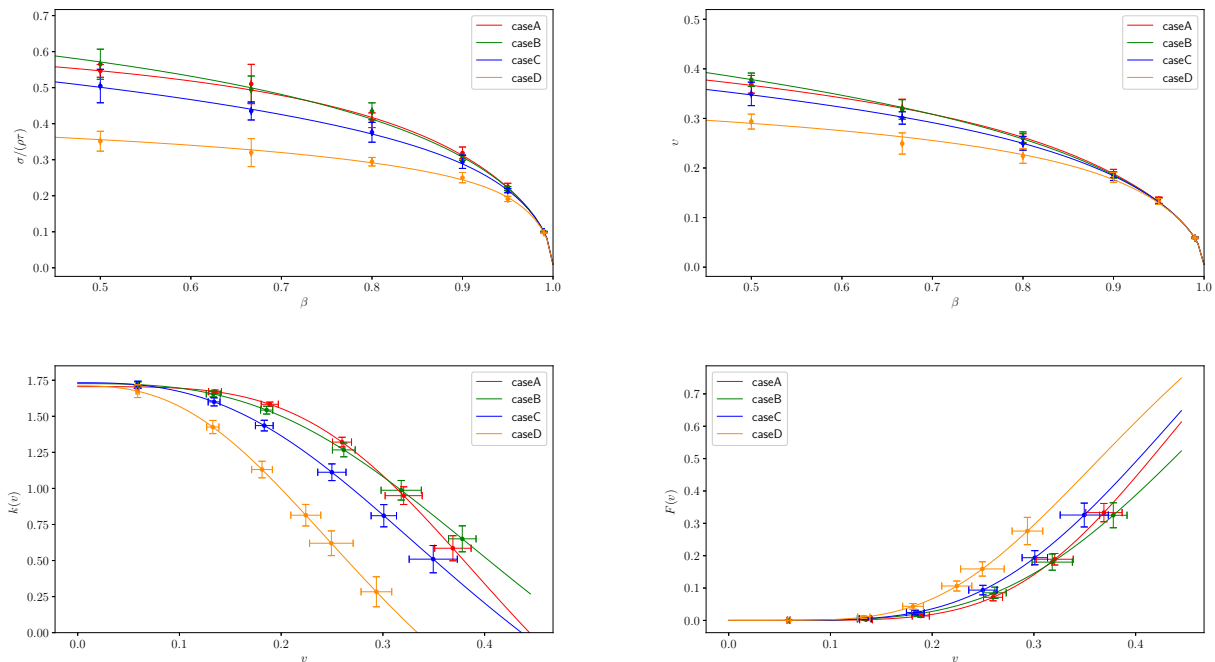 0.7
0.6
0.5
0.4
0.3
0.2
0.1
0.0
σ/(ρτ)
0.5 0.6 0.7 0.8 0.9 1.0
β
caseA
caseB
caseC
caseD
0.5
0.4
0.3
0.2
0.1
0.0
v
0.5 0.6 0.7 0.8 0.9 1.0
β
caseA
caseB
caseC
caseD
1.75
1.50
1.25
1.00
0.75
0.50
0.25
0.00
k(v)
0.0 0.1 0.2 0.3 0.4
v
caseA
caseB
caseC
caseD
0.7
0.6
0.5
0.4
0.3
0.2
0.1
0.0
F(v)
0.0 0.1 0.2 0.3 0.4
v
caseA
caseB
caseC
caseD